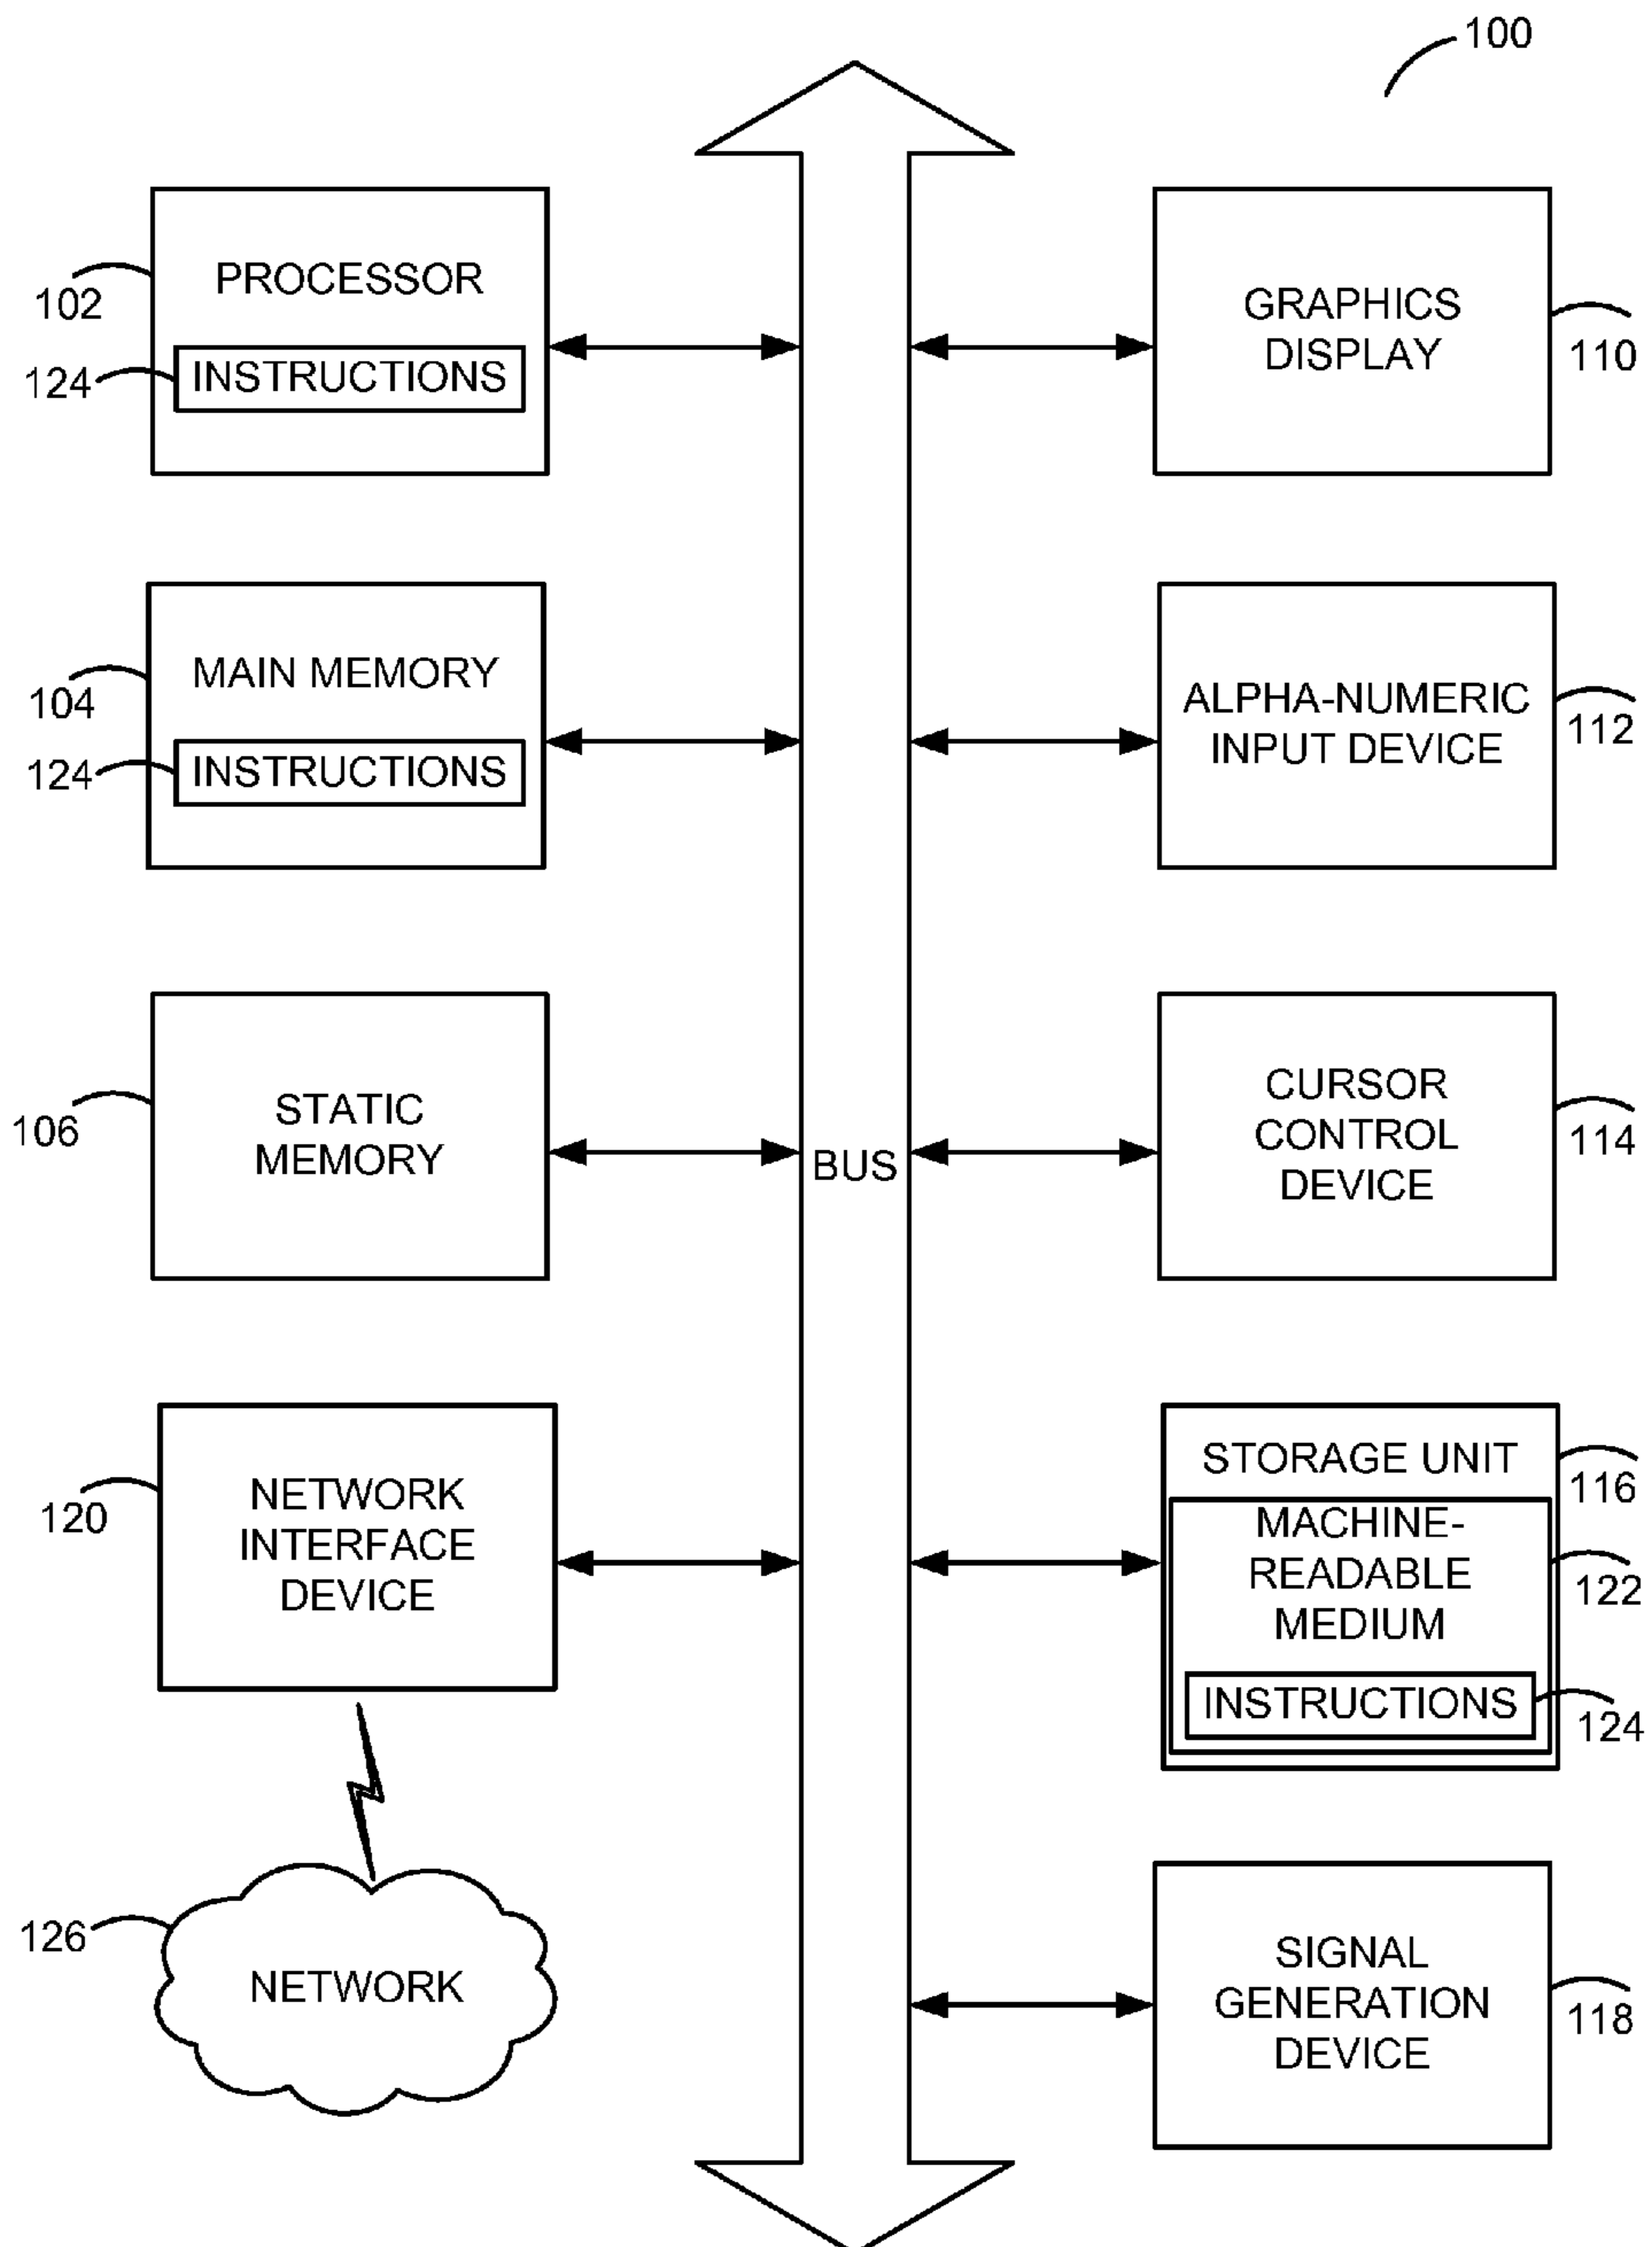 100
PROCESSOR
102
124
INSTRUCTIONS
GRAPHICS
DISPLAY
110
MAIN MEMORY
104
124
INSTRUCTIONS
ALPHA-NUMERIC
INPUT DEVICE
112
STATIC
MEMORY
106
BUS
CURSOR
CONTROL
DEVICE
114
NETWORK
INTERFACE
DEVICE
120
STORAGE UNIT
116
MACHINE-
READABLE
MEDIUM
122
INSTRUCTIONS
124
126
NETWORK
SIGNAL
GENERATION
DEVICE
118